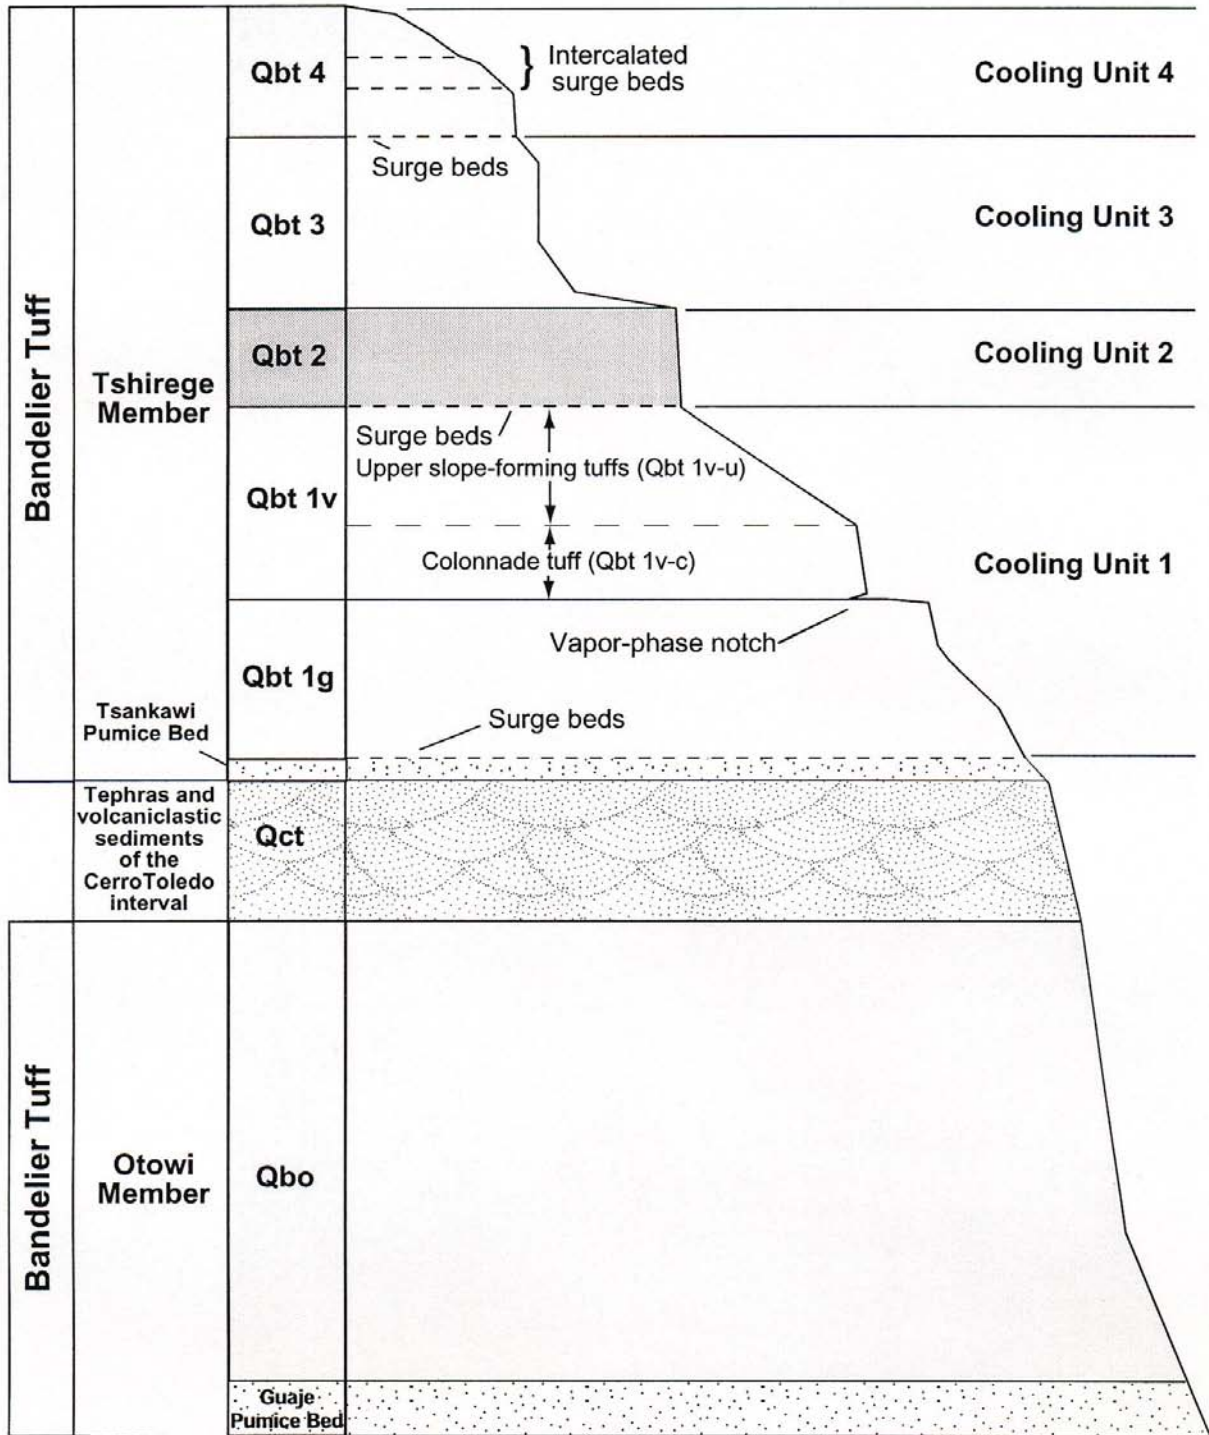 Qbt 4
Intercalated
surge beds
Cooling Unit 4
Surge beds
Qbt 3
Cooling Unit 3
Bandelier Tuff
Tshirege
Member
Qbt 2
Cooling Unit 2
Surge beds
Upper slope-forming tuffs (Qbt 1v-u)
Qbt 1v
Colonnade tuff (Qbt 1v-c)
Cooling Unit 1
Vapor-phase notch
Qbt 1g
Tsankawi
Pumice Bed
Surge beds
Tephras and
volcaniclastic
sediments
of the
CerroToledo
interval
Qct
Bandelier Tuff
Otowi
Member
Qbo
Guaje
Pumice Bed